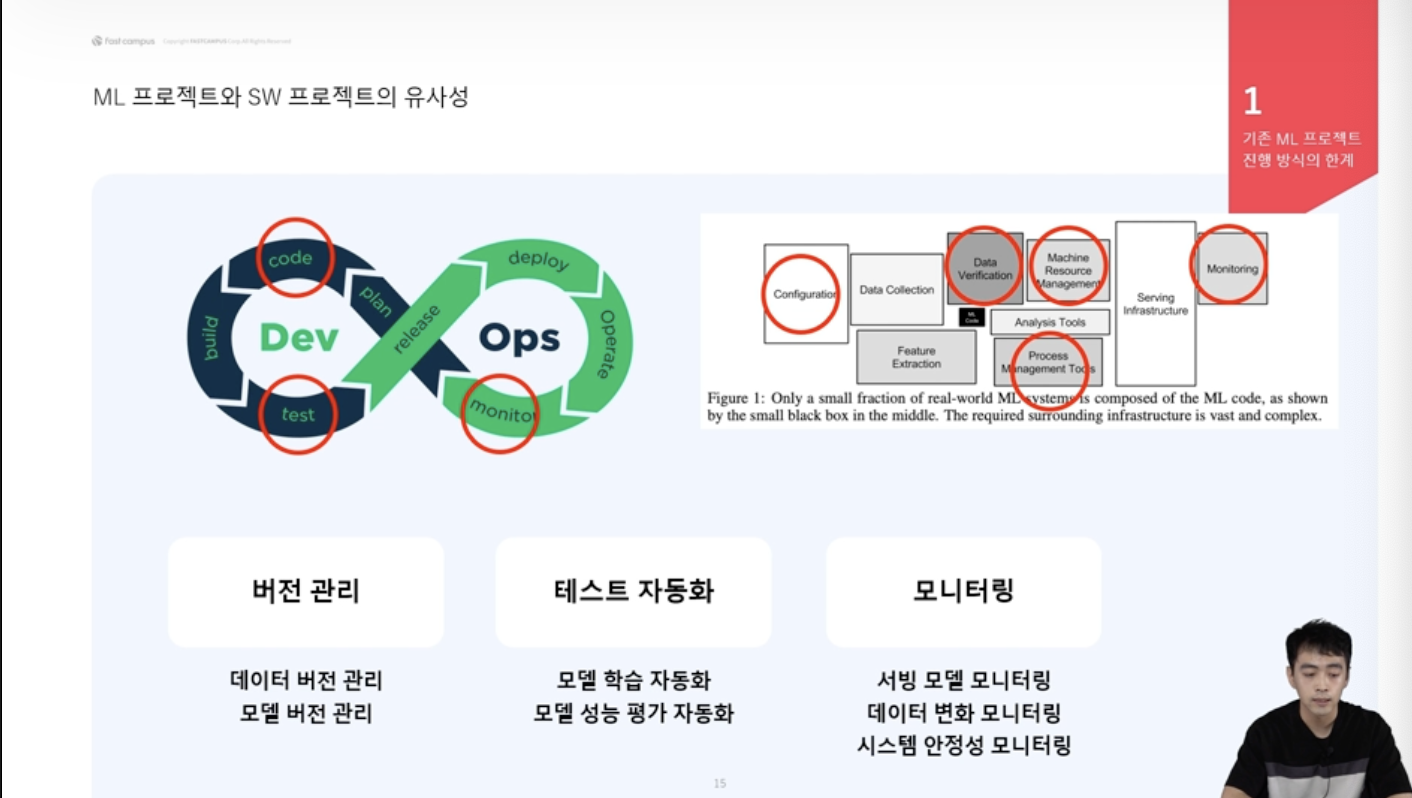 fast campus Copyright FASTCAMPUS Corp. All Rights Reserved
ML 프로젝트와 SW 프로젝트의 유사성
1
기존 ML 프로젝트
진행 방식의 한계
code
plan
build
Dev
test
release
deploy
Ops
Operate
monitor
Configuration
Data Collection
Data
Verification
Machine
Resource
Management
Monitoring
Serving
Infrastructure
ML
Code
Analysis Tools
Feature
Extraction
Process
Management Tools
Figure 1: Only a small fraction of real-world ML systems is composed of the ML code, as shown
by the small black box in the middle. The required surrounding infrastructure is vast and complex.
버전 관리
데이터 버전 관리
모델 버전 관리
테스트 자동화
모델 학습 자동화
모델 성능 평가 자동화
모니터링
서빙 모델 모니터링
데이터 변화 모니터링
시스템 안정성 모니터링
15